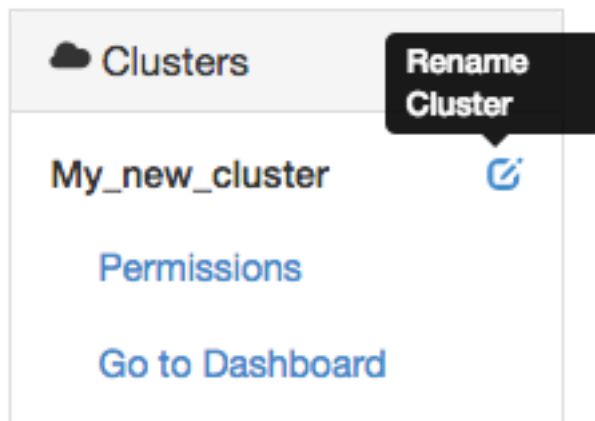 Clusters
Rename
Cluster
My_new_cluster
Permissions
Go to Dashboard